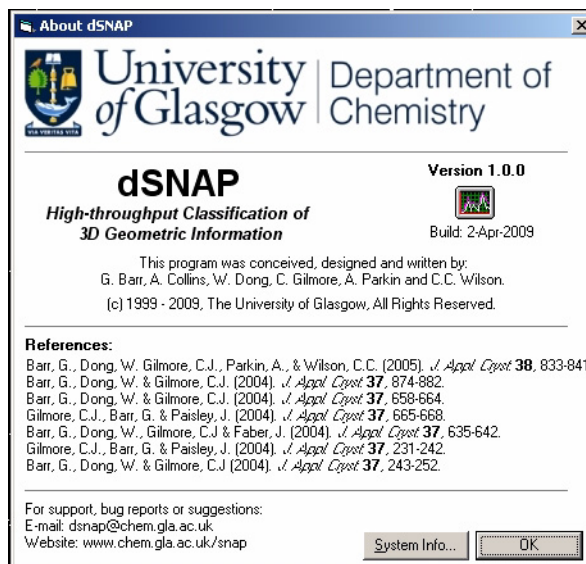 About dSNAP
University of Glasgow
Department of Chemistry
VIA VERITAS VITA
dSNAP
High-throughput Classification of
3D Geometric Information
Version 1.0.0
Build: 2-Apr-2009
This program was conceived, designed and written by:
G. Barr, A. Collins, W. Dong, C. Gilmore, A. Parkin and C.C. Wilson.
(c) 1999 - 2009, The University of Glasgow, All Rights Reserved.
References:
Barr, G., Dong, W. Gilmore, C.J., Parkin, A., & Wilson, C.C. (2005). J. Appl Cryst 38, 833-841
Barr, G., Dong, W. & Gilmore, C.J. (2004). J. Appl Cryst 37, 874-882.
Barr, G., Dong, W. & Gilmore, C.J. (2004). J. Appl Cryst 37, 658-664.
Gilmore, C.J., Barr, G. & Paisley, J. (2004). J. Appl Cryst 37, 665-668.
Barr, G., Dong, W., Gilmore, C.J & Faber, J. (2004). J. Appl Cryst 37, 635-642.
Gilmore, C.J., Barr, G. & Paisley, J. (2004). J. Appl Cryst 37, 231-242.
Barr, G., Dong, W. & Gilmore, C.J (2004). J. Appl Cryst 37, 243-252.
For support, bug reports or suggestions:
E-mail: dsnap@chem.gla.ac.uk
Website: www.chem.gla.ac.uk/snap
System Info...
OK